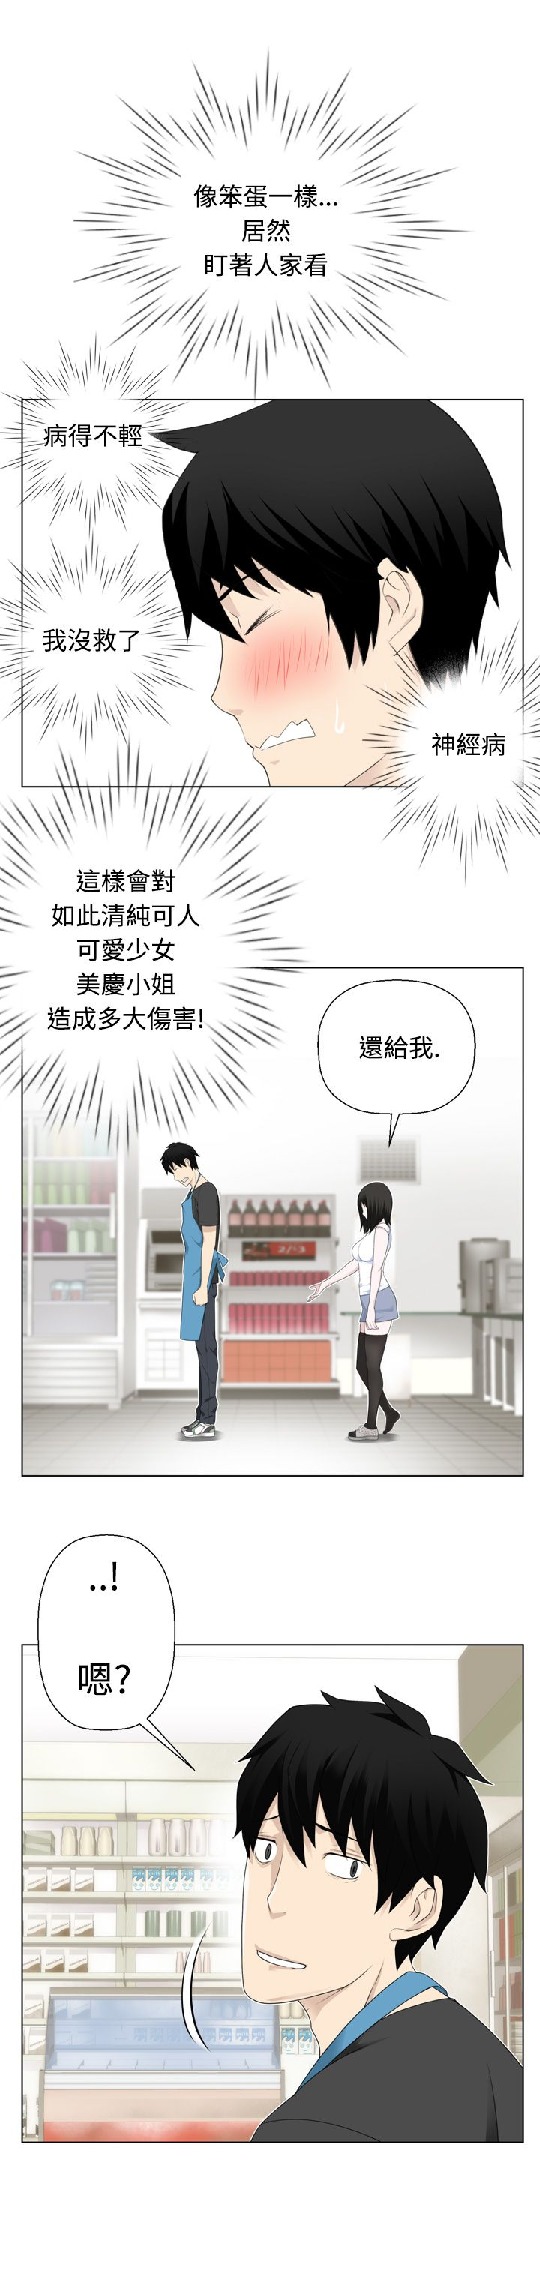 像笨蛋一樣...
居然
盯著人家看
病得不輕
我沒救了
神經病
這樣會對
如此清純可人
可愛少女
美慶小姐
造成多大傷害!
還給我.
..!
嗯?